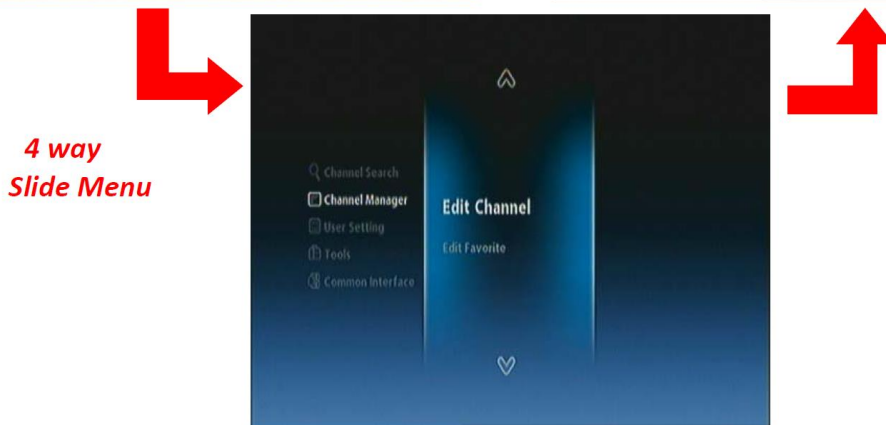 4 way
Slide Menu
Channel Search
Channel Manager
User Setting
Tools
Common Interface
Edit Channel
Edit Favorite